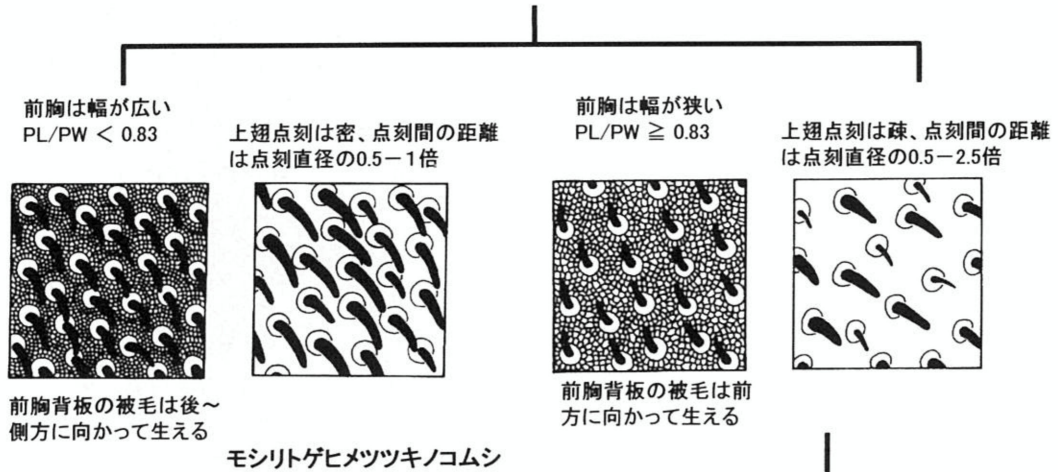 前胸は幅が広い
PL/PW < 0.83
上翅点刻は密、点刻間の距離
は点刻直径の0.5－1倍
前胸背板の被毛は後～
側方に向かって生える
モシリトゲヒメツツキノコムシ
前胸は幅が狭い
PL/PW ≧ 0.83
上翅点刻は疎、点刻間の距離
は点刻直径の0.5－2.5倍
前胸背板の被毛は前
方に向かって生える